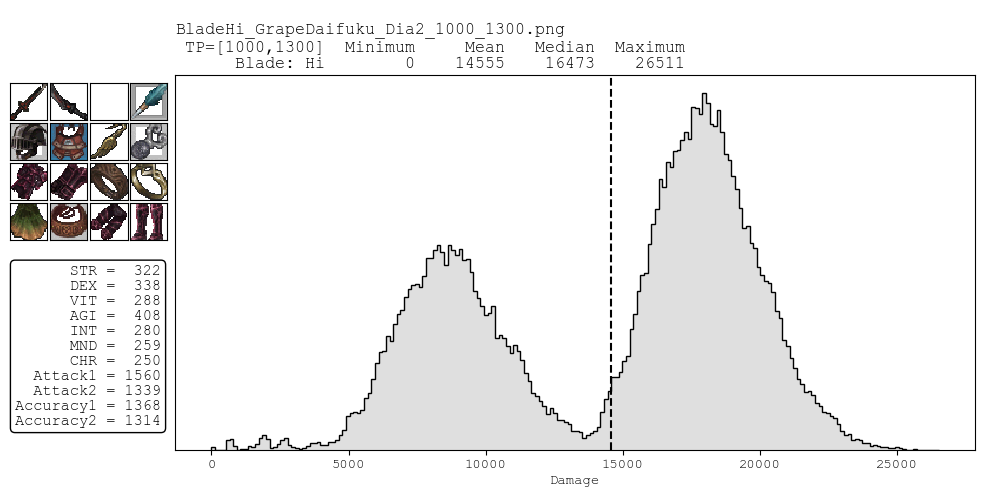 BladeHi_GrapeDaifuku_Dia2_1000_1300.png
TP=[1000,1300] Minimum Mean Median Maximum
Blade: Hi 0 14555 16473 26511
STR = 322
DEX = 338
VIT = 288
AGI = 408
INT = 280
MND = 259
CHR = 250
Attack1 = 1560
Attack2 = 1339
Accuracy1 = 1368
Accuracy2 = 1314
0 5000 10000 15000 20000 25000
Damage